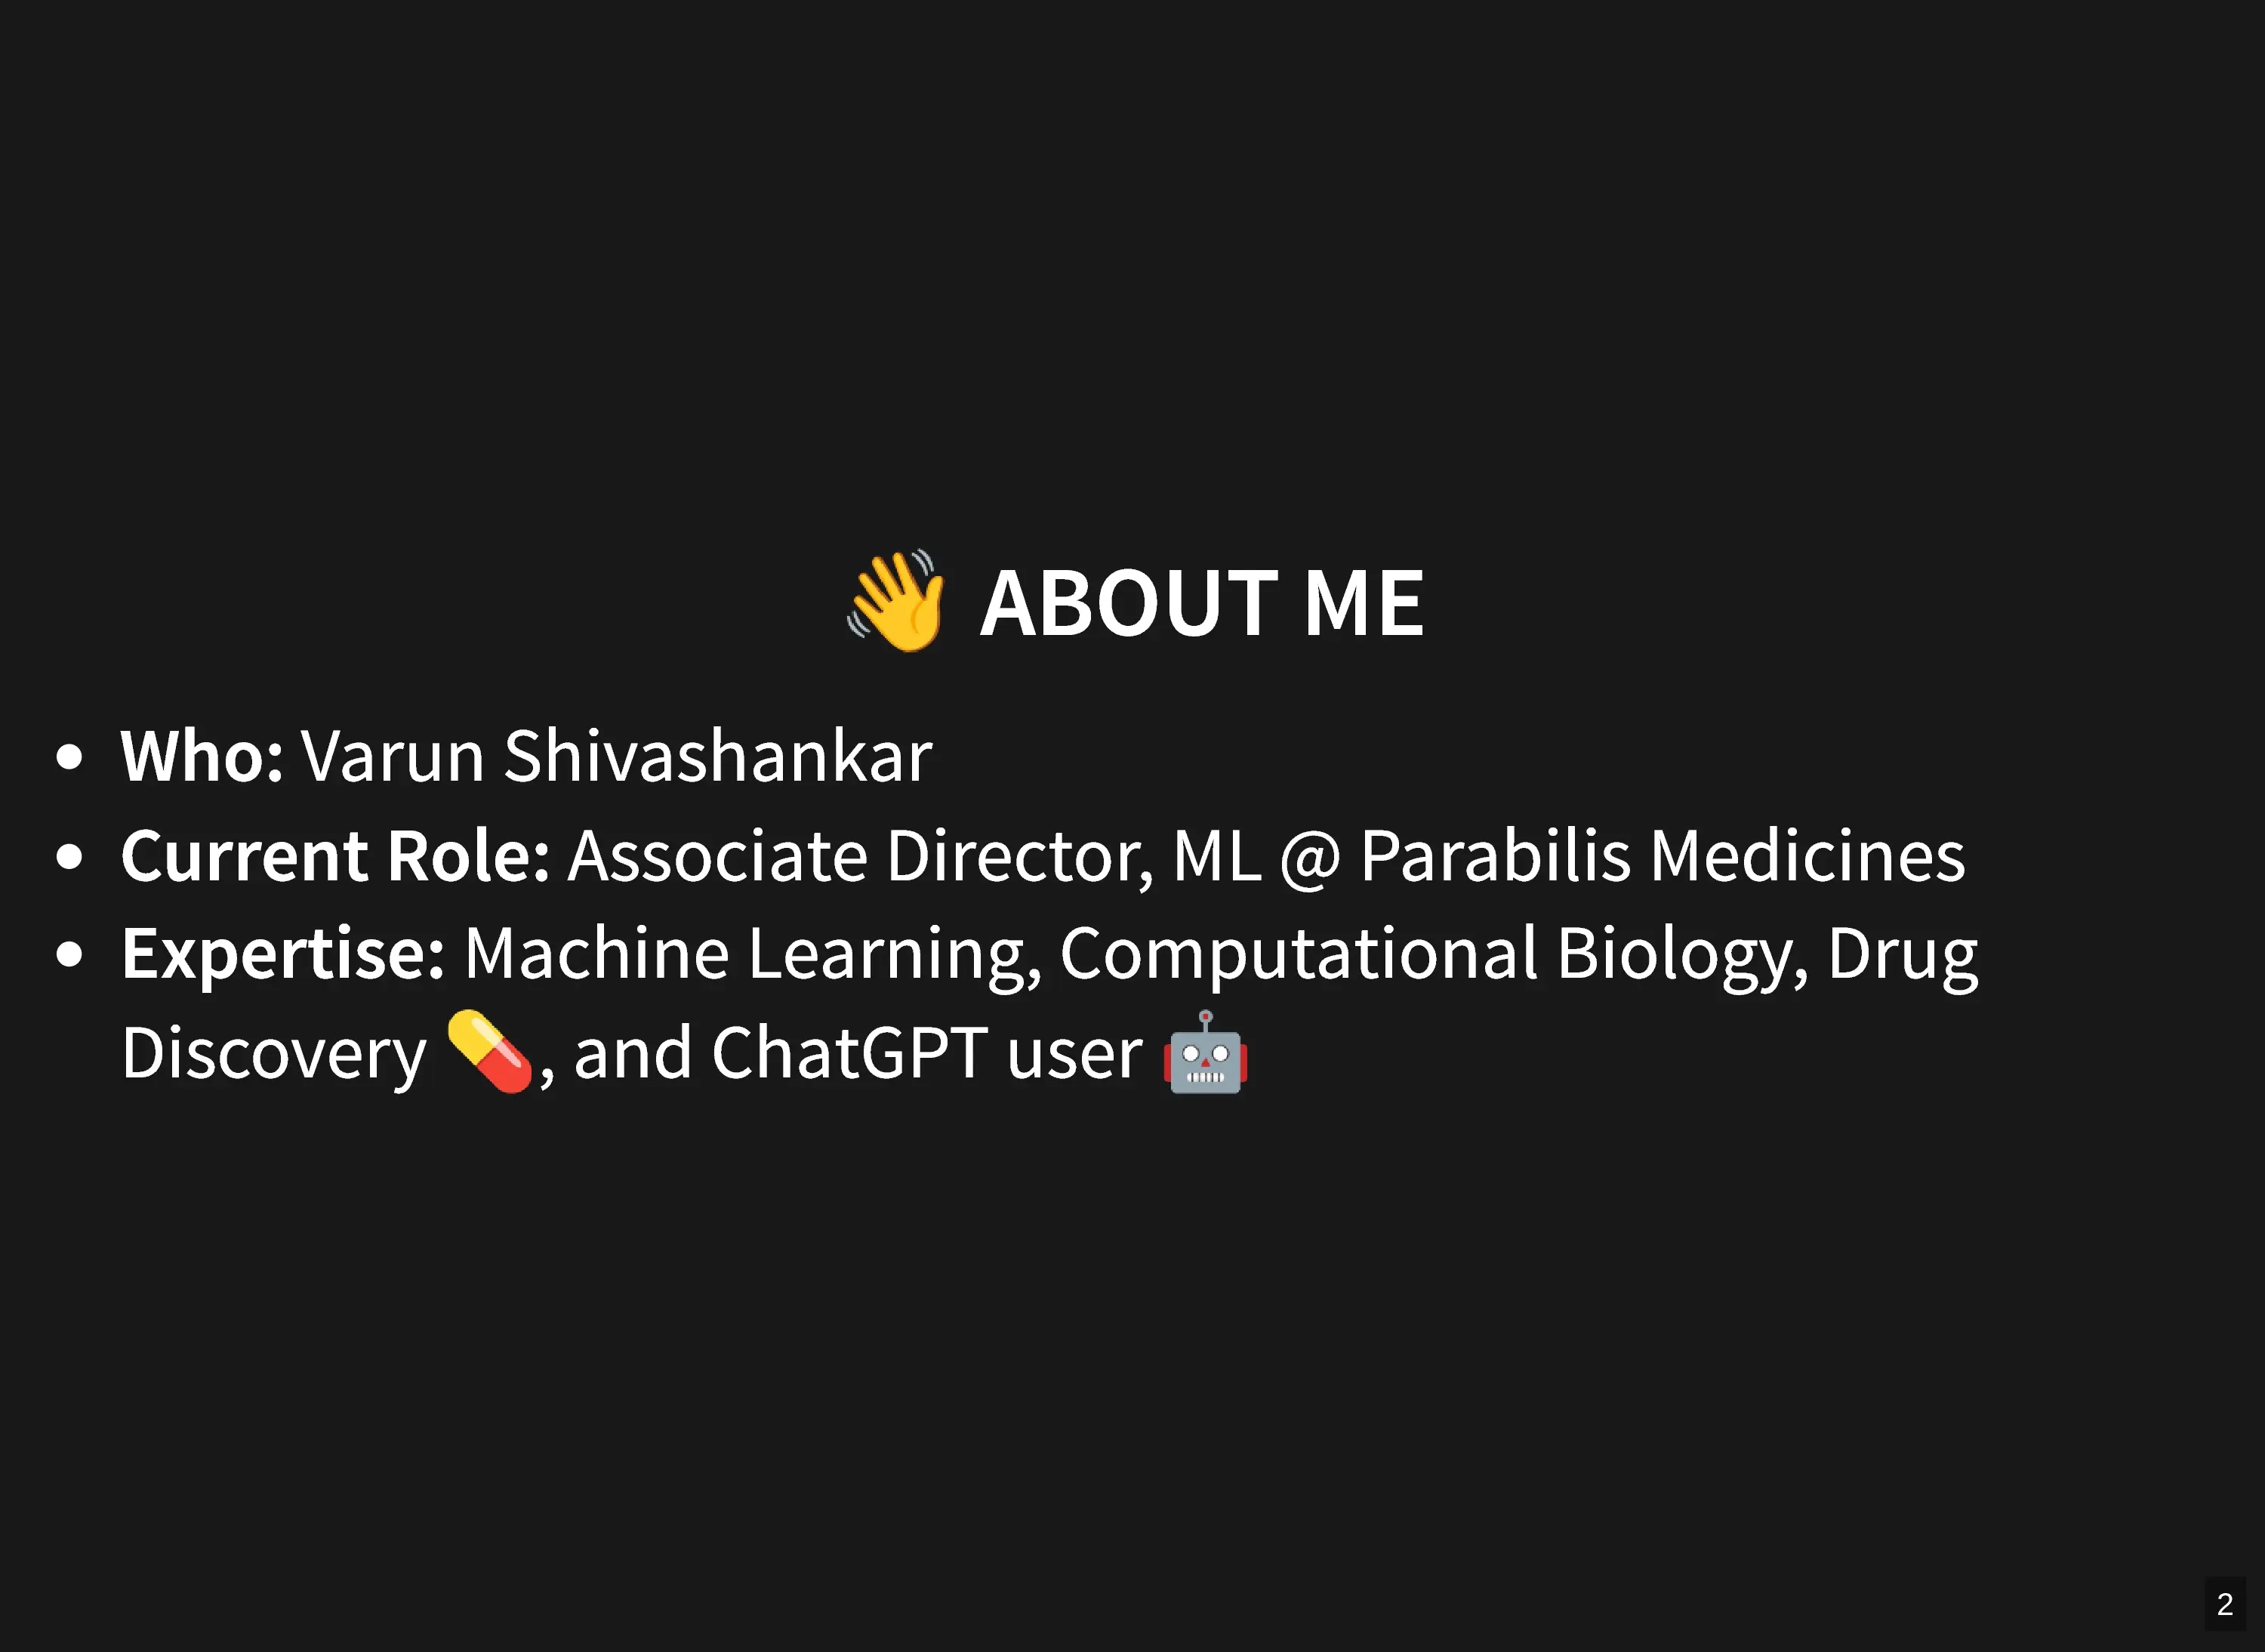 👋 ABOUT ME
• Who: Varun Shivashankar
• Current Role: Associate Director, ML @ Parabilis Medicines
• Expertise: Machine Learning, Computational Biology, Drug
Discovery 💊, and ChatGPT user 🤖
2